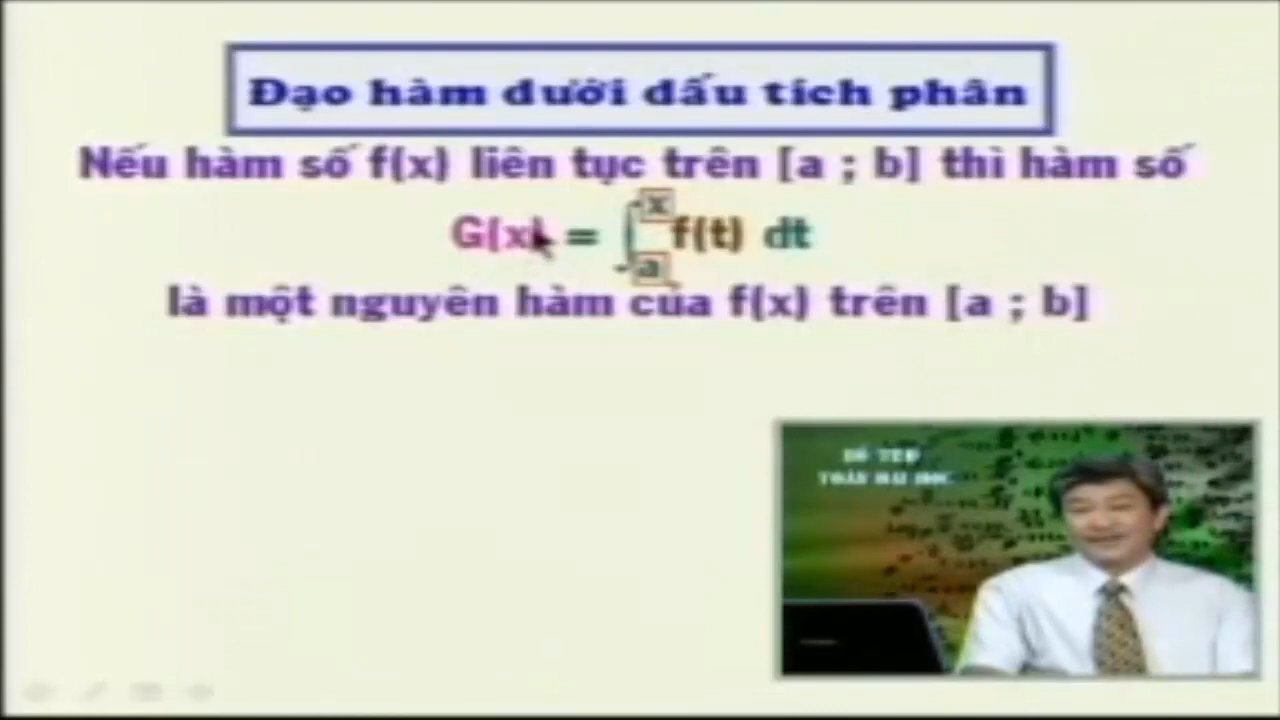 Đạo hàm dưới dấu tích phân
Nếu hàm số f(x) liên tục trên [a ; b] thì hàm số
G(x) = ∫ₐˣ f(t) dt
là một nguyên hàm của f(x) trên [a ; b]